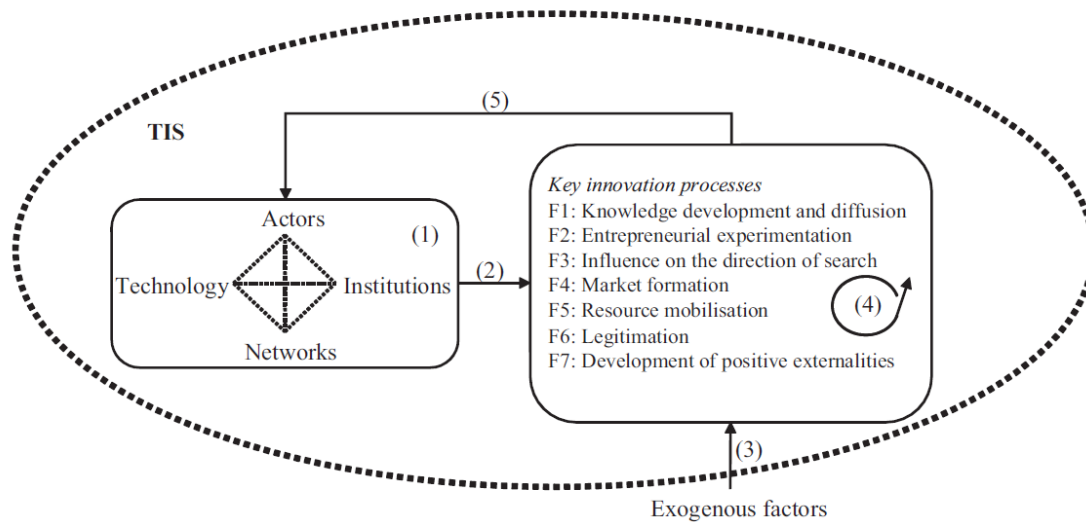 (5)
TIS
Key innovation processes
F1: Knowledge development and diffusion
F2: Entrepreneurial experimentation
F3: Influence on the direction of search
F4: Market formation
F5: Resource mobilisation
F6: Legitimation
F7: Development of positive externalities
(4)
Actors
(1)
Technology
Institutions
Networks
(2)
(3)
Exogenous factors